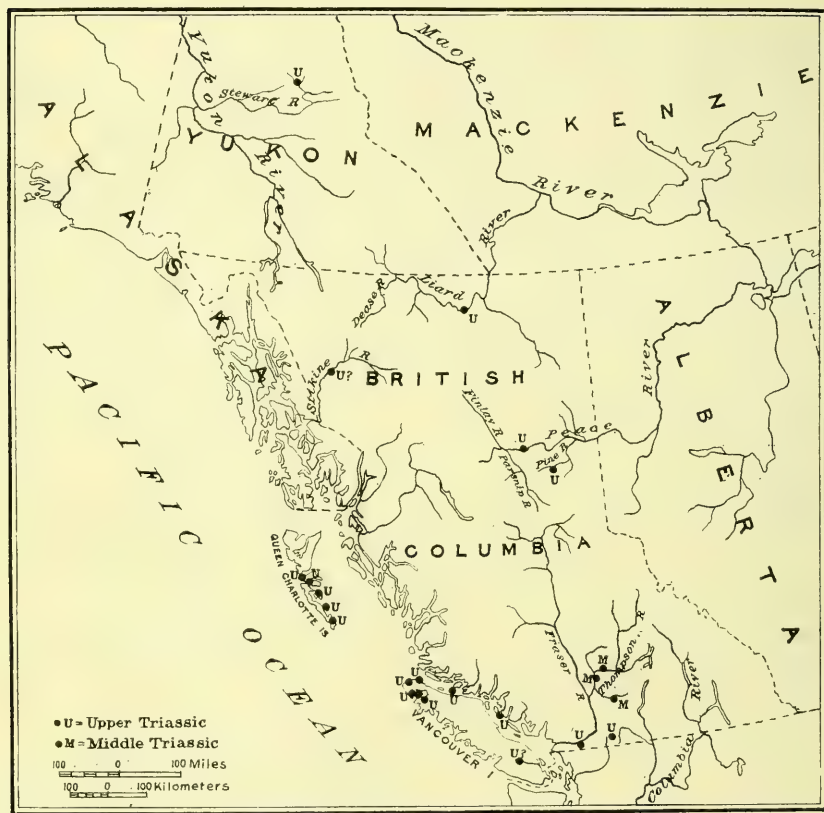 Yukon River
Stewart R
U
YUKON
Mackenzie River
MACKENZIE
ALASKA
River
Dease R
Liard
U
Stikine R
U?
BRITISH
Finlay R
Peace River
U
Pine R
U
Parsnip R
ALBERTA
PACIFIC
OCEAN
COLUMBIA
QUEEN CHARLOTTE IS
U U
U
U
U
Fraser R
Thompson R
M
M
M
River
Columbia
U U
U U
U
U
U
VANCOUVER I
U?
U
U
U = Upper Triassic
M = Middle Triassic
100 0 100 Miles
100 0 100 Kilometers